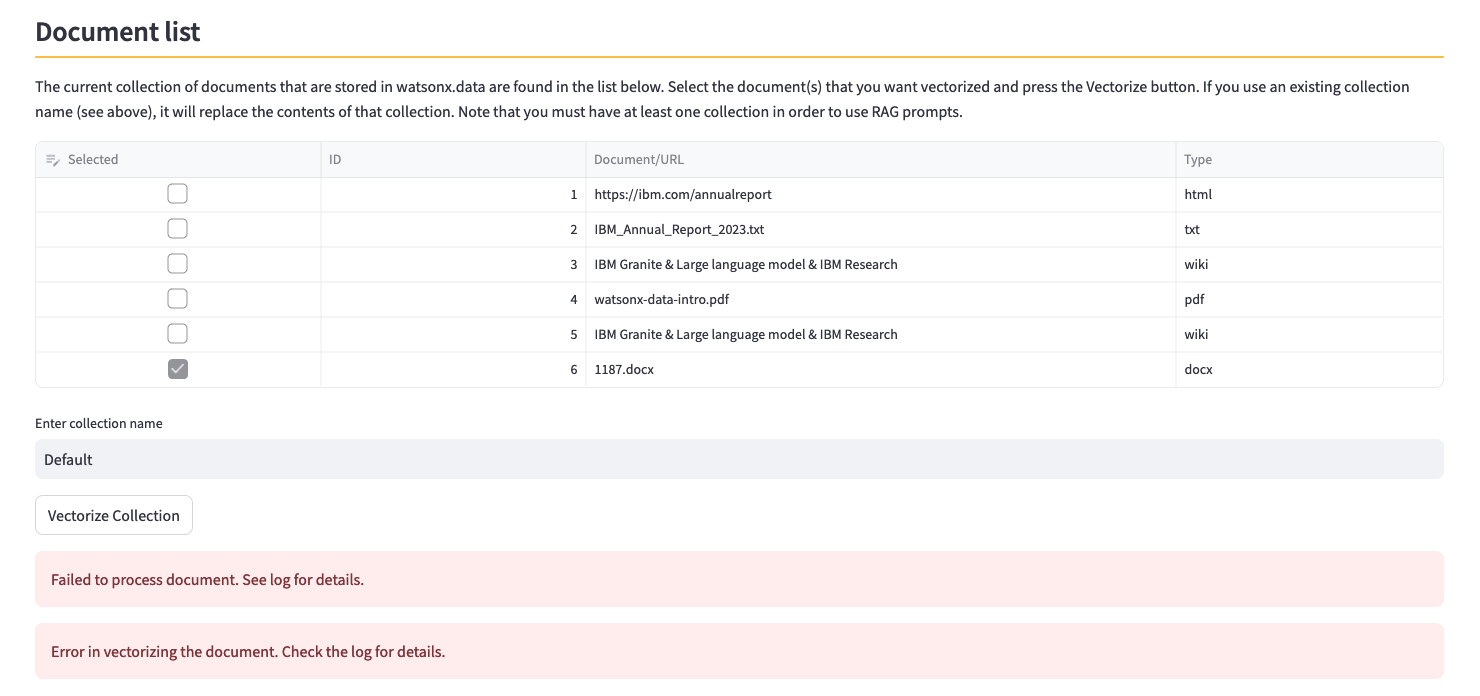 Document list
The current collection of documents that are stored in watsonx.data are found in the list below. Select the document(s) that you want vectorized and press the Vectorize button. If you use an existing collection
name (see above), it will replace the contents of that collection. Note that you must have at least one collection in order to use RAG prompts.
Selected ID Document/URL Type
1 https://ibm.com/annualreport html
2 IBM_Annual_Report_2023.txt txt
3 IBM Granite & Large language model & IBM Research wiki
4 watsonx-data-intro.pdf pdf
5 IBM Granite & Large language model & IBM Research wiki
6 1187.docx docx
Enter collection name
Default
Vectorize Collection
Failed to process document. See log for details.
Error in vectorizing the document. Check the log for details.